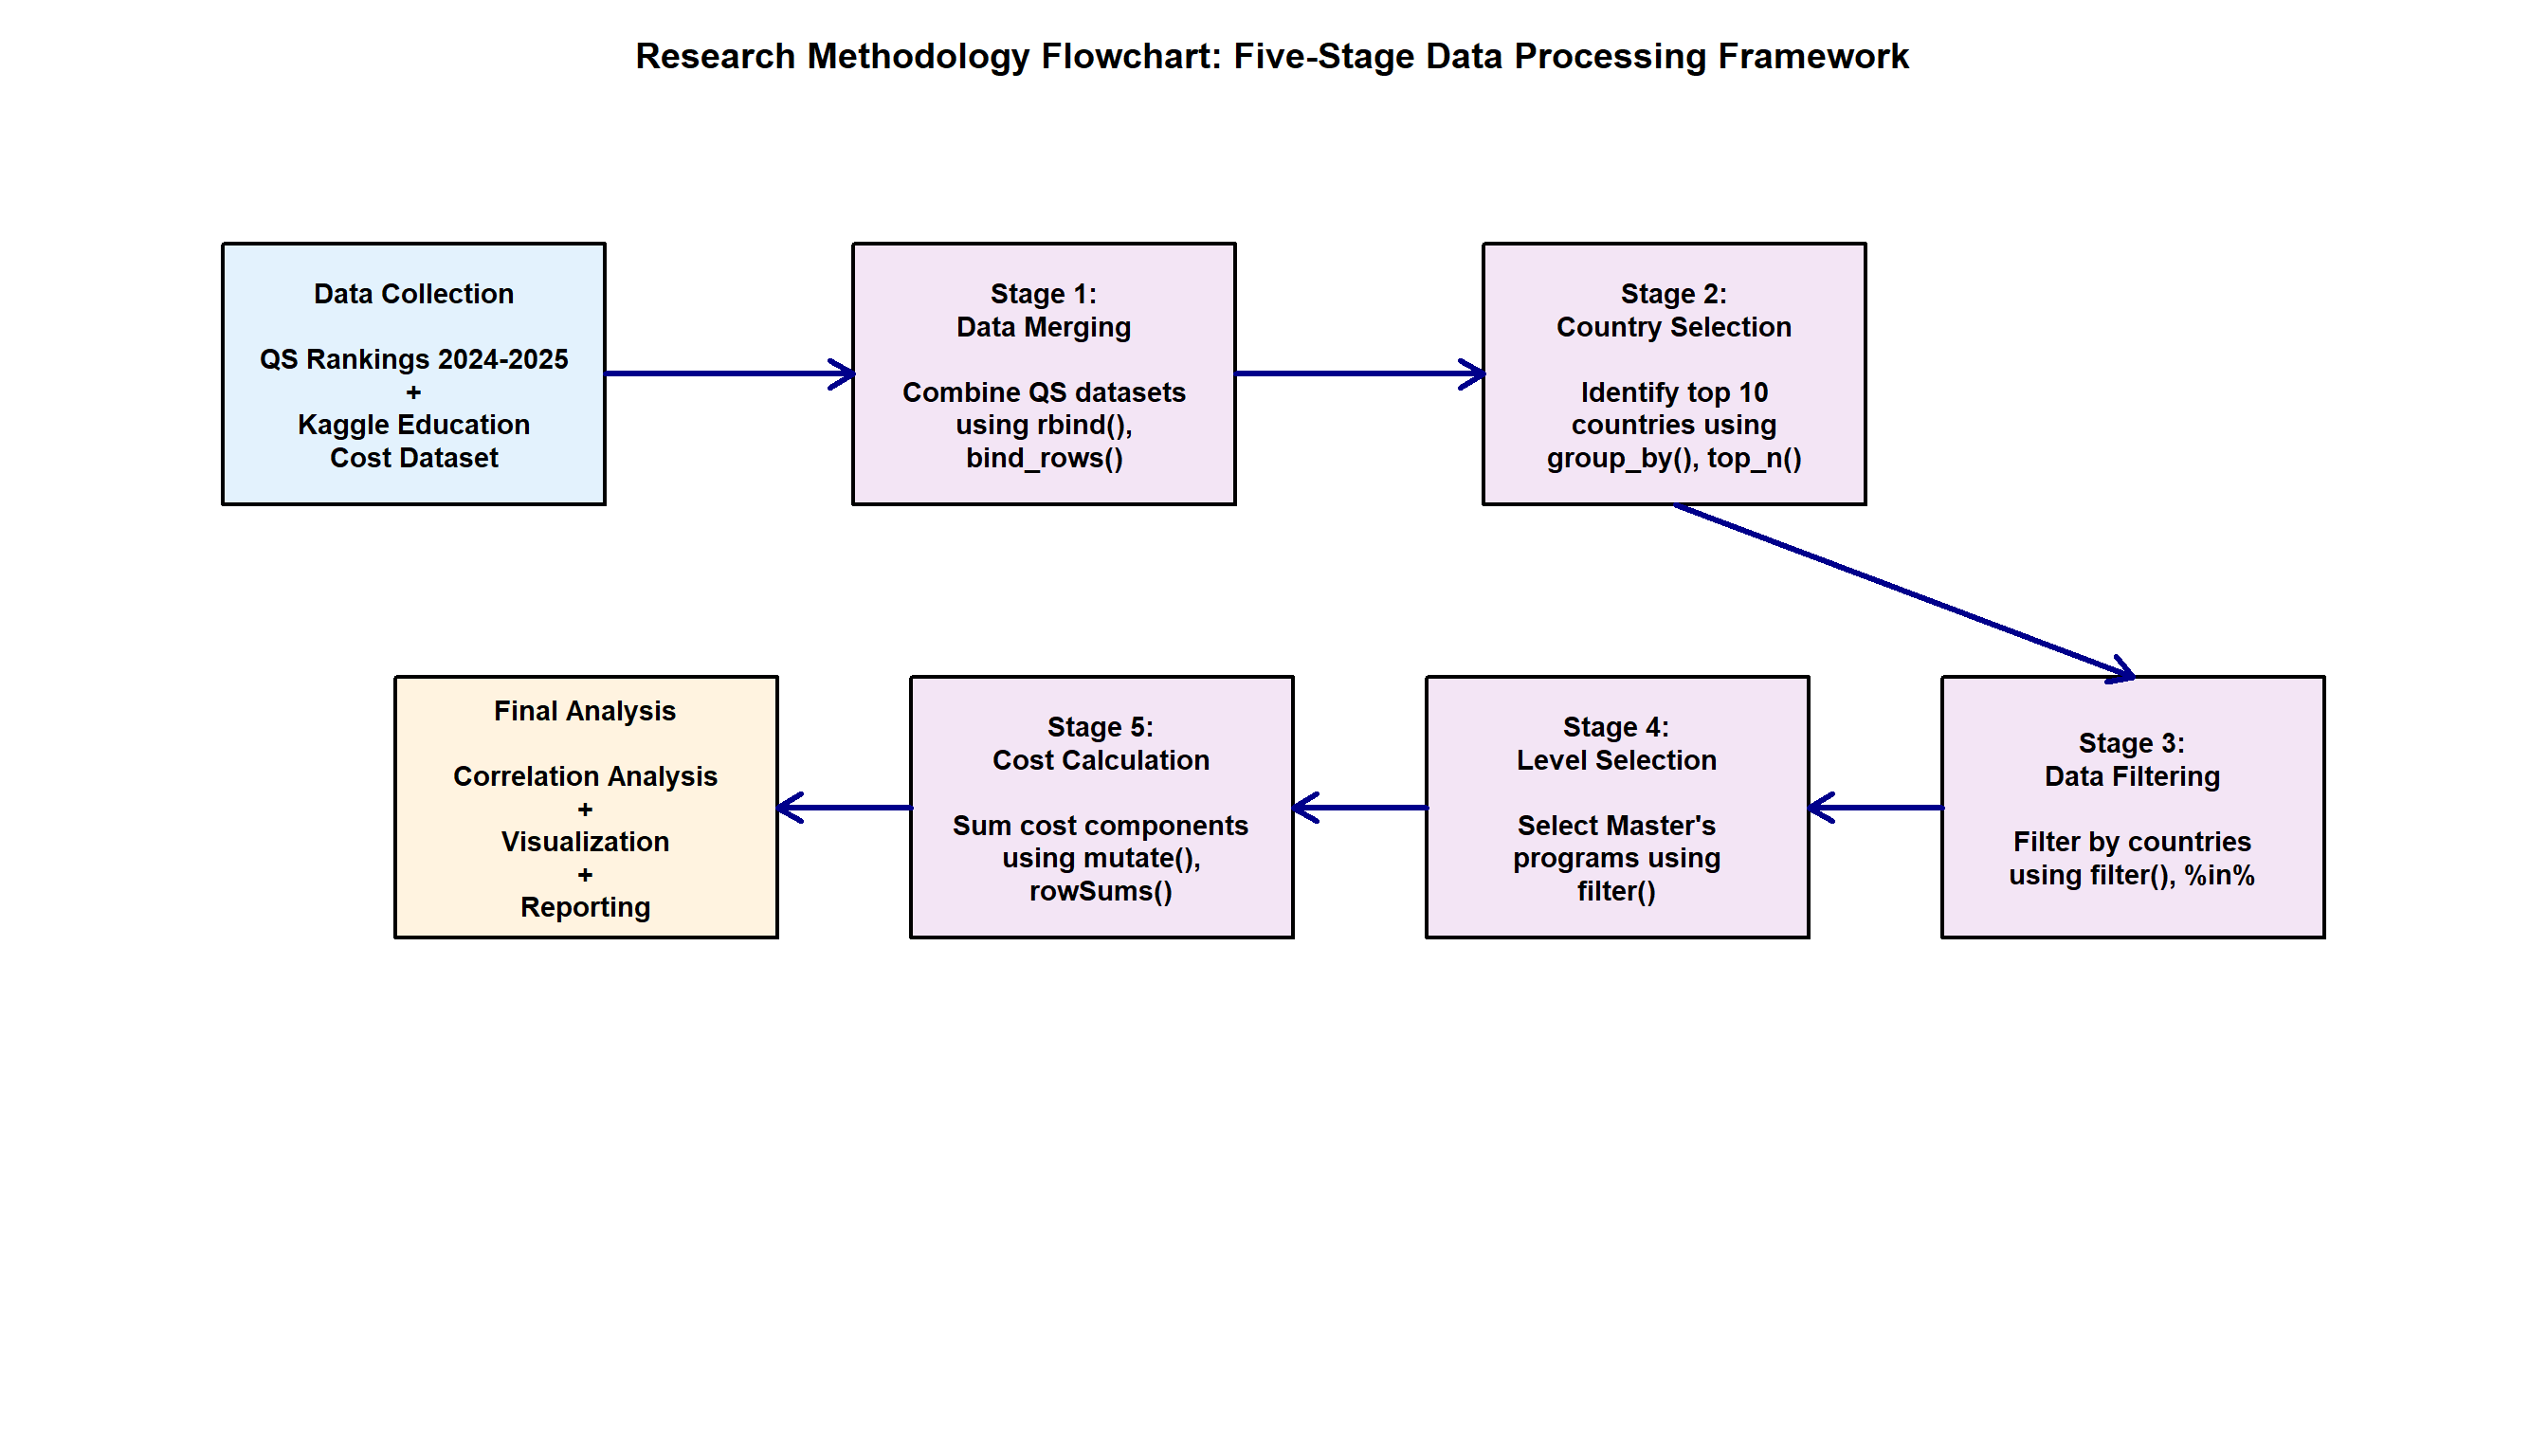 Research Methodology Flowchart: Five-Stage Data Processing Framework
Data Collection
QS Rankings 2024-2025
+
Kaggle Education
Cost Dataset
Stage 1:
Data Merging
Combine QS datasets
using rbind(),
bind_rows()
Stage 2:
Country Selection
Identify top 10
countries using
group_by(), top_n()
Stage 3:
Data Filtering
Filter by countries
using filter(), %in%
Stage 4:
Level Selection
Select Master's
programs using
filter()
Stage 5:
Cost Calculation
Sum cost components
using mutate(),
rowSums()
Final Analysis
Correlation Analysis
+
Visualization
+
Reporting